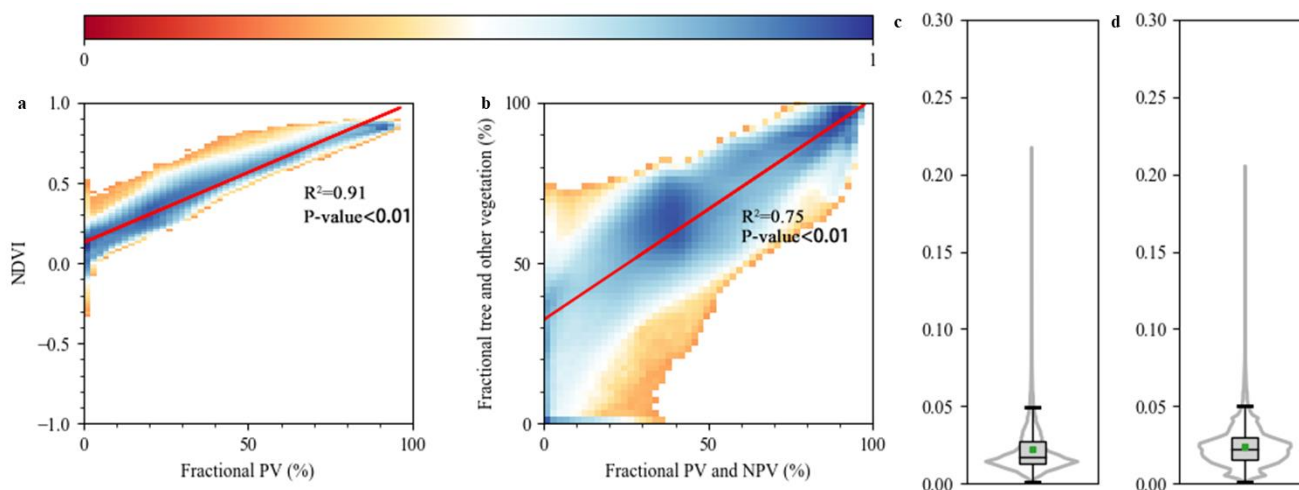 0
1
a
NDVI
1.0
0.5
0.0
−0.5
−1.0
R²=0.91
P-value<0.01
0
50
100
Fractional PV (%)
b
Fractional tree and other vegetation (%)
100
50
0
R²=0.75
P-value<0.01
0
50
100
Fractional PV and NPV (%)
c
0.30
0.25
0.20
0.15
0.10
0.05
0.00
d
0.30
0.25
0.20
0.15
0.10
0.05
0.00